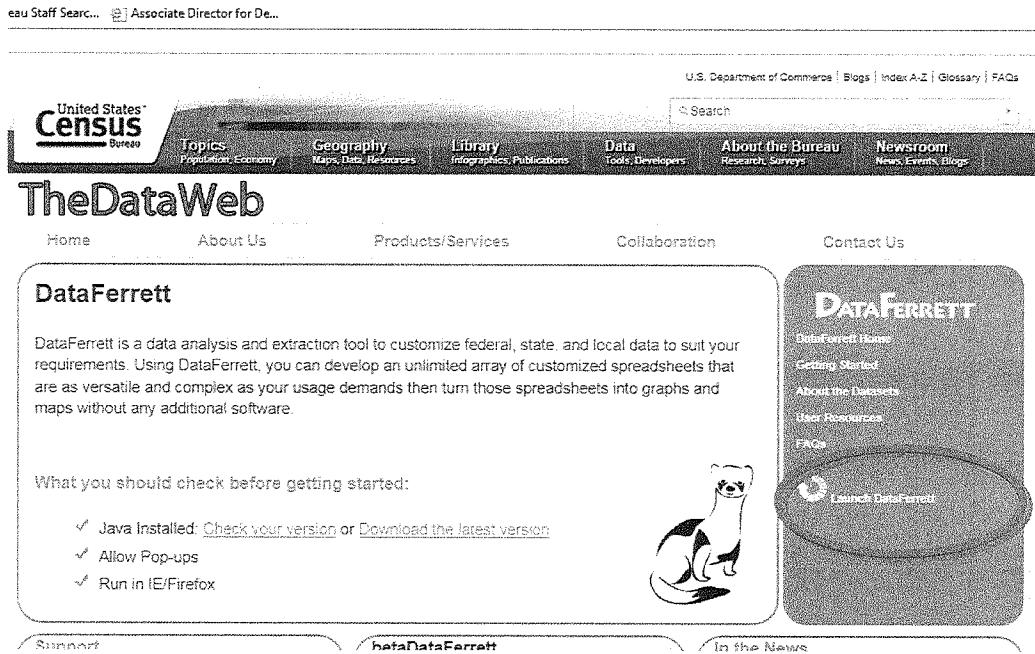 eau Staff Searc... Associate Director for De...
U.S. Department of Commerce | Blogs | Index A-Z | Glossary | FAQs
United States™
Census
Bureau
Search
Topics
Population, Economy
Geography
Maps, Data, Resources
Library
Infographics, Publications
Data
Tools, Developers
About the Bureau
Research, Surveys
Newsroom
News, Events, Blogs
TheDataWeb
Home About Us Products/Services Collaboration Contact Us
DataFerrett
DataFerrett is a data analysis and extraction tool to customize federal, state, and local data to suit your
requirements. Using DataFerrett, you can develop an unlimited array of customized spreadsheets that
are as versatile and complex as your usage demands then turn those spreadsheets into graphs and
maps without any additional software.
What you should check before getting started:
Java Installed: Check your version or Download the latest version
Allow Pop-ups
Run in IE/Firefox
DATAFERRETT
DataFerrett Home
Getting Started
About the Datasets
User Resources
FAQs
Launch DataFerrett
Support
betaDataFerrett
In the News